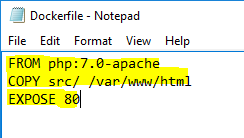 Dockerfile - Notepad
File Edit Format View Help
FROM php:7.0-apache
COPY src/ /var/www/html
EXPOSE 80